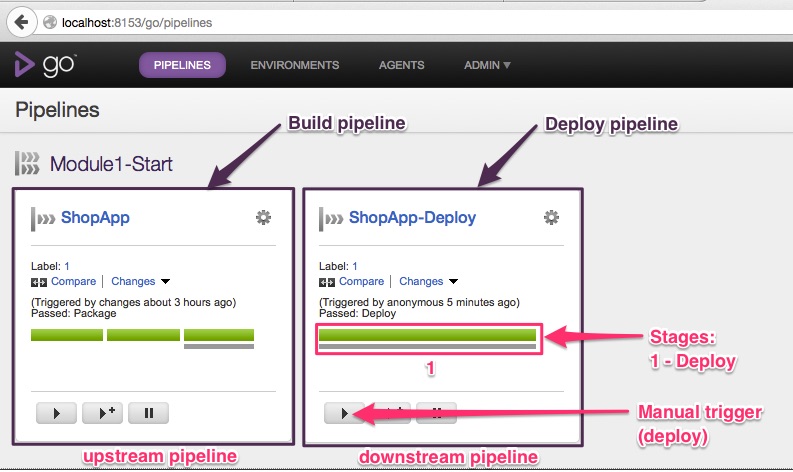 localhost:8153/go/pipelines
go™
PIPELINES ENVIRONMENTS AGENTS ADMIN
Pipelines
Build pipeline
Deploy pipeline
Module1-Start
ShopApp
Label: 1
Compare | Changes
(Triggered by changes about 3 hours ago)
Passed: Package
upstream pipeline
ShopApp-Deploy
Label: 1
Compare | Changes
(Triggered by anonymous 5 minutes ago)
Passed: Deploy
1
downstream pipeline
Stages:
1 - Deploy
Manual trigger
(deploy)